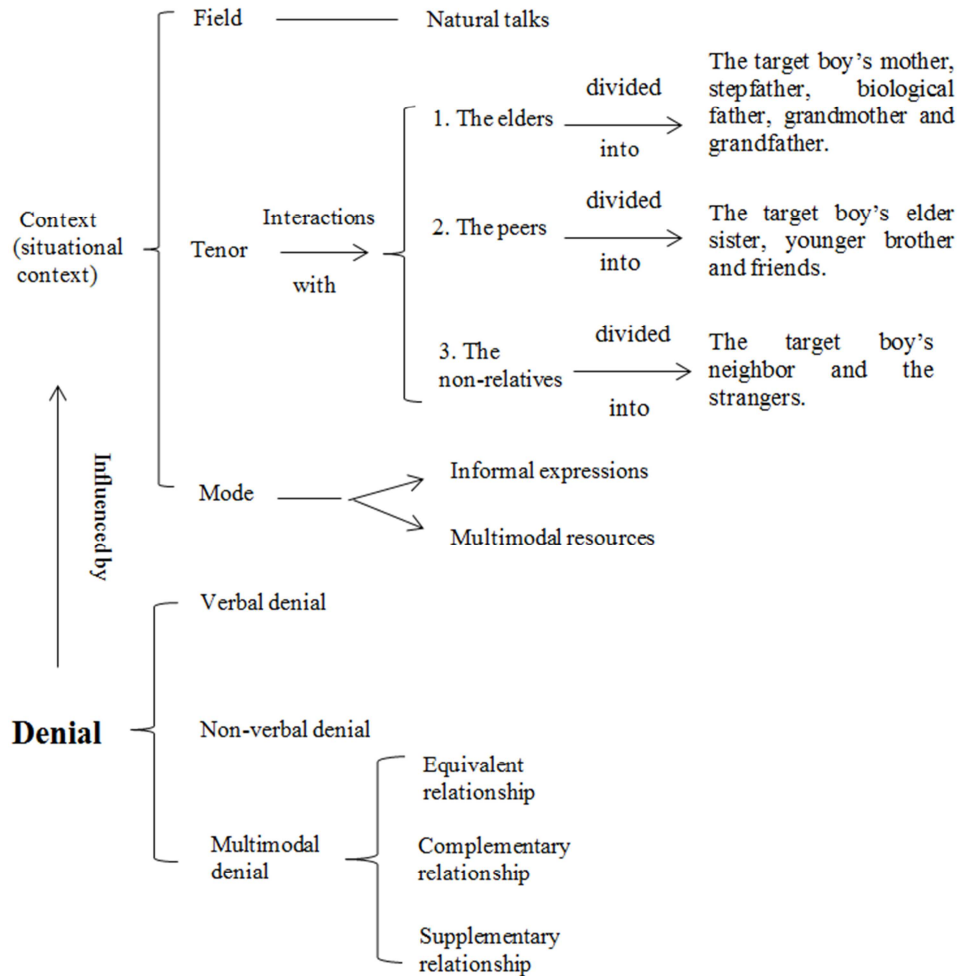 Field
Natural talks
The target boy's mother,
stepfather, biological
father, grandmother and
grandfather.
divided
1. The elders
into
Context
(situational
context)
Interactions
Tenor
with
divided
2. The peers
into
The target boy's elder
sister, younger brother
and friends.
divided
3. The
non-relatives
into
The target boy's
neighbor and the
strangers.
Mode
Informal expressions
Multimodal resources
Influenced by
Verbal denial
Denial
Non-verbal denial
Multimodal
denial
Equivalent
relationship
Complementary
relationship
Supplementary
relationship